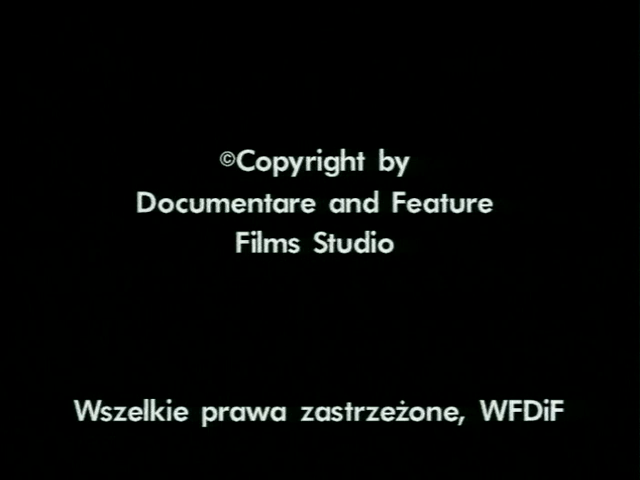 ©Copyright by
Documentare and Feature
Films Studio
Wszelkie prawa zastrzeżone, WFDiF